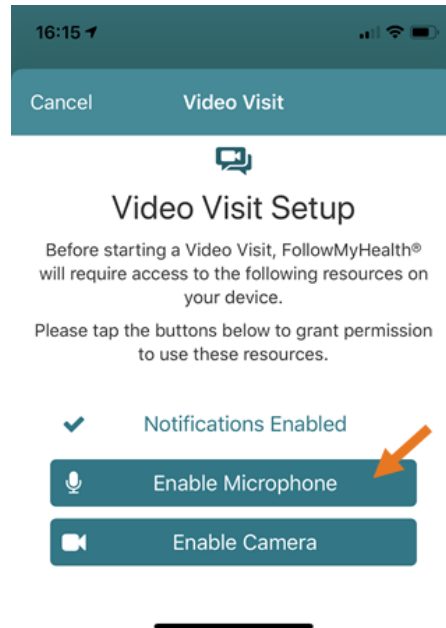 16:15
Cancel Video Visit
Video Visit Setup
Before starting a Video Visit, FollowMyHealth®
will require access to the following resources on
your device.
Please tap the buttons below to grant permission
to use these resources.
Notifications Enabled
Enable Microphone
Enable Camera